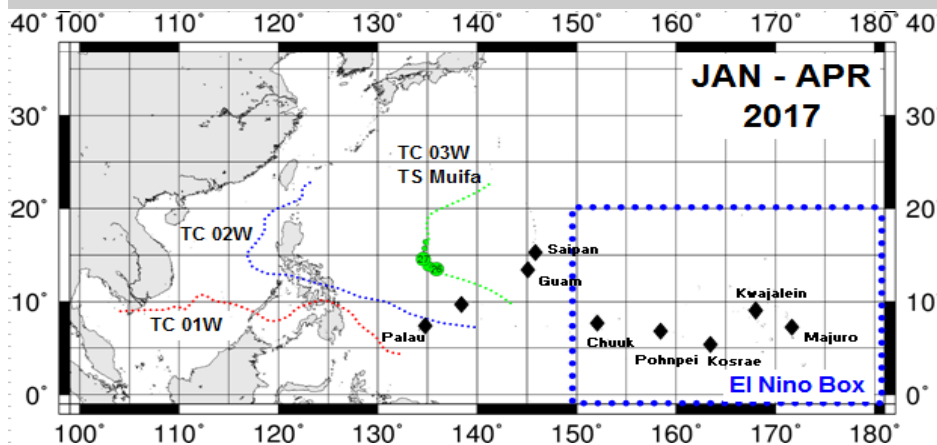 40° 100° 110° 120° 130° 140° 150° 160° 170° 180° 40°
JAN - APR
2017
30° 30°
TC 03W
TS Muifa
20° 20°
TC 02W
Saipan
Guam
10° 10°
Kwajalein
TC 01W
Palau
Chuuk
Majuro
Pohnpei Kosrae
El Nino Box
0° 0°
100° 110° 120° 130° 140° 150° 160° 170° 180°